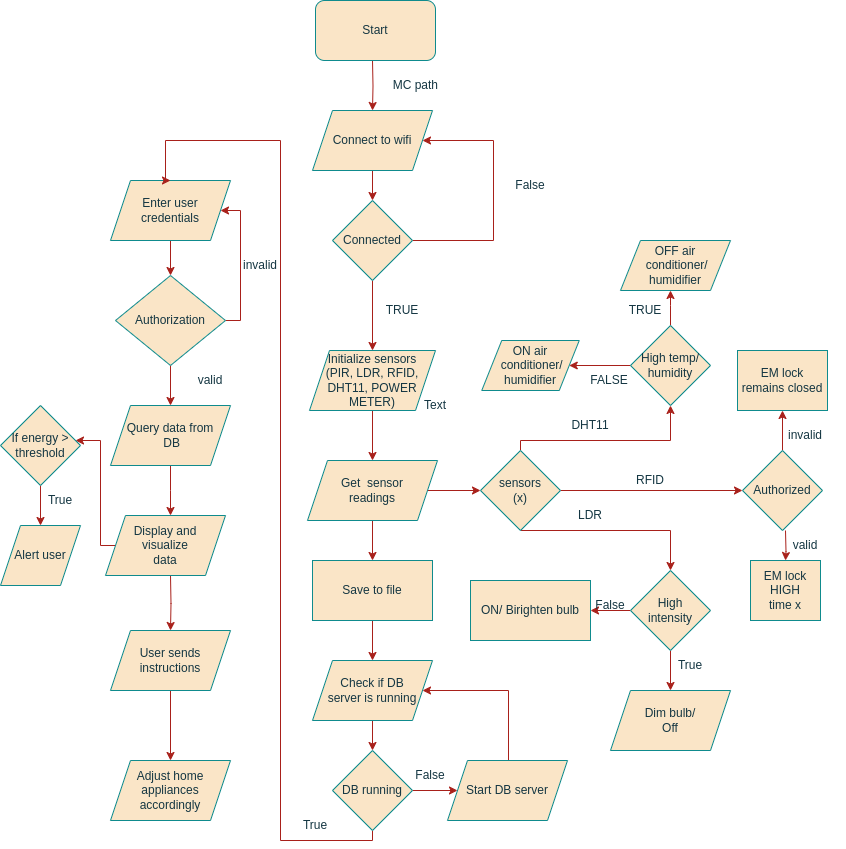 Start
MC path
Connect to wifi
False
Connected
TRUE
Enter user
credentials
invalid
Authorization
valid
Query data from
DB
If energy >
threshold
True
Alert user
Display and
visualize
data
User sends
instructions
Adjust home
appliances
accordingly
Initialize sensors
(PIR, LDR, RFID,
DHT11, POWER
METER)
Text
Get  sensor
readings
Save to file
Check if DB
server is running
DB running
False
Start DB server
True
sensors
(x)
DHT11
RFID
LDR
OFF air
conditioner/
humidifier
TRUE
High temp/
humidity
FALSE
ON air
conditioner/
humidifier
EM lock
remains closed
invalid
Authorized
valid
EM lock
HIGH
time x
High
intensity
False
ON/ Birighten bulb
True
Dim bulb/
Off